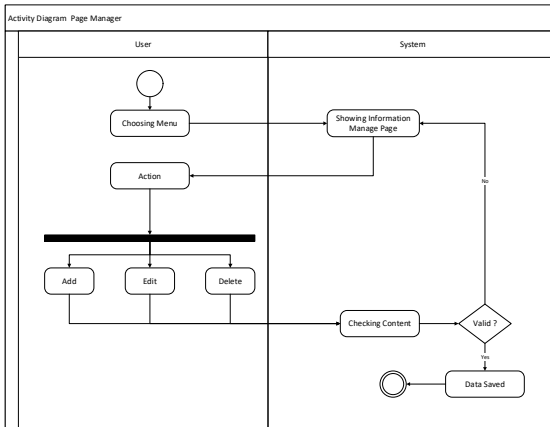 Activity Diagram Page Manager
User
System
Choosing Menu
Showing Information
Manage Page
Action
No
Add
Edit
Delete
Checking Content
Valid ?
Yes
Data Saved